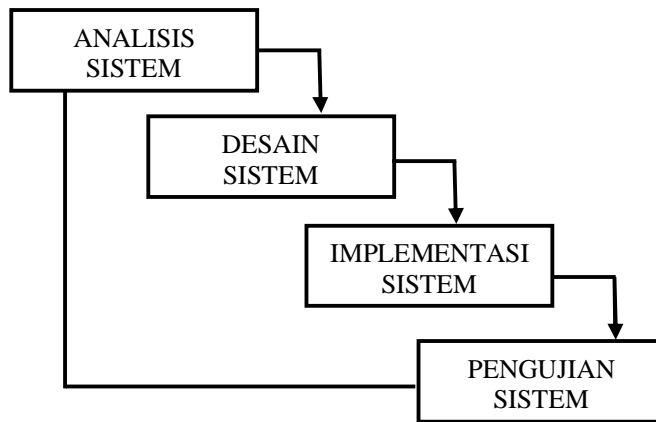 ANALISIS
SISTEM
DESAIN
SISTEM
IMPLEMENTASI
SISTEM
PENGUJIAN
SISTEM